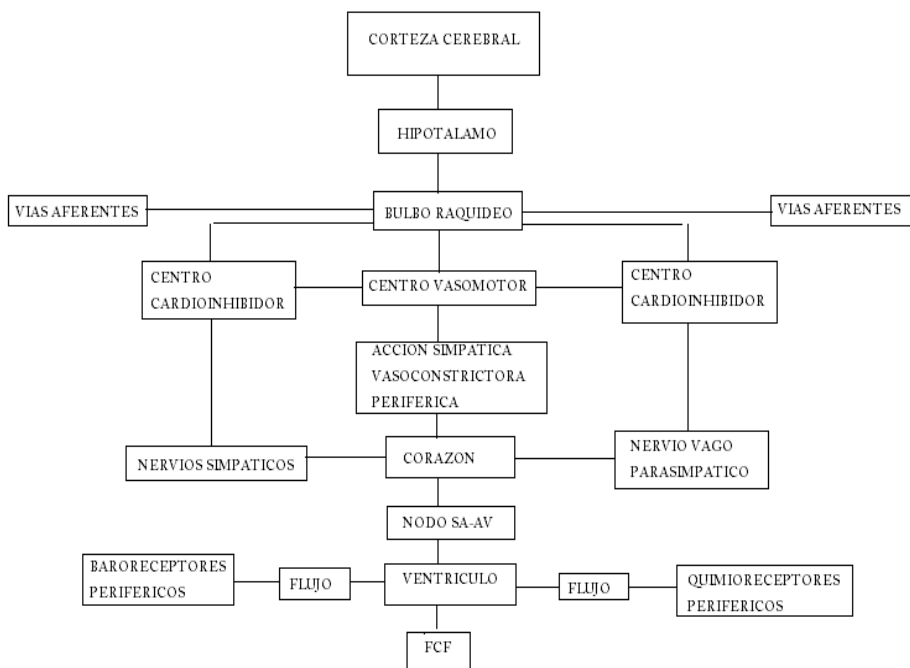 CORTEZA CEREBRAL
HIPOTALAMO
VIAS AFERENTES
BULBO RAQUIDEO
VIAS AFERENTES
CENTRO
CARDIOINHIBIDOR
CENTRO VASOMOTOR
CENTRO
CARDIOINHIBIDOR
ACCION SIMPATICA
VASOCONSTRICTORA
PERIFERICA
NERVIOS SIMPATICOS
CORAZON
NERVIO VAGO
PARASIMPATICO
NODO SA-AV
BARORECEPTORES
PERIFERICOS
FLUJO
VENTRICULO
FLUJO
QUIMIORECEPTORES
PERIFERICOS
FCF